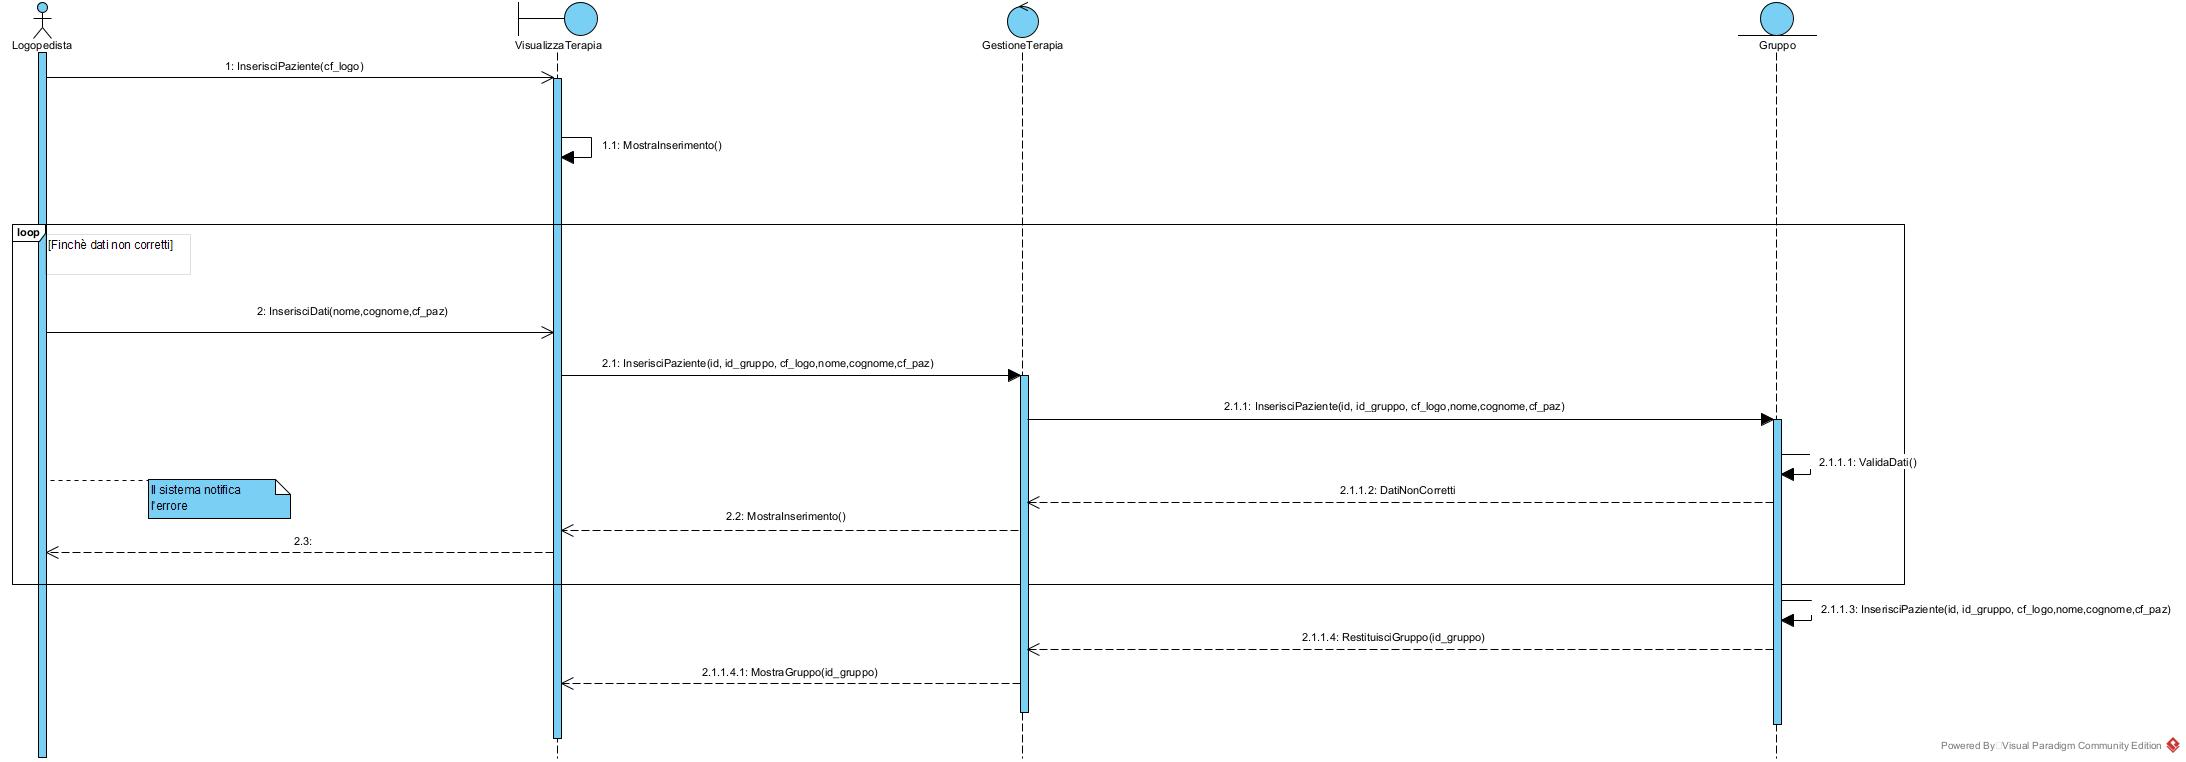 Logopedista
VisualizzaTerapia
GestioneTerapia
Gruppo
1: InserisciPaziente(cf_logo)
1.1: MostraInserimento()
loop
[Finchè dati non corretti]
2: InserisciDati(nome,cognome,cf_paz)
2.1: InserisciPaziente(id, id_gruppo, cf_logo,nome,cognome,cf_paz)
2.1.1: InserisciPaziente(id, id_gruppo, cf_logo,nome,cognome,cf_paz)
2.1.1.1: ValidaDati()
Il sistema notifica
l'errore
2.1.1.2: DatiNonCorretti
2.2: MostraInserimento()
2.3:
2.1.1.3: InserisciPaziente(id, id_gruppo, cf_logo,nome,cognome,cf_paz)
2.1.1.4: RestituisciGruppo(id_gruppo)
2.1.1.4.1: MostraGruppo(id_gruppo)
Powered By Visual Paradigm Community Edition